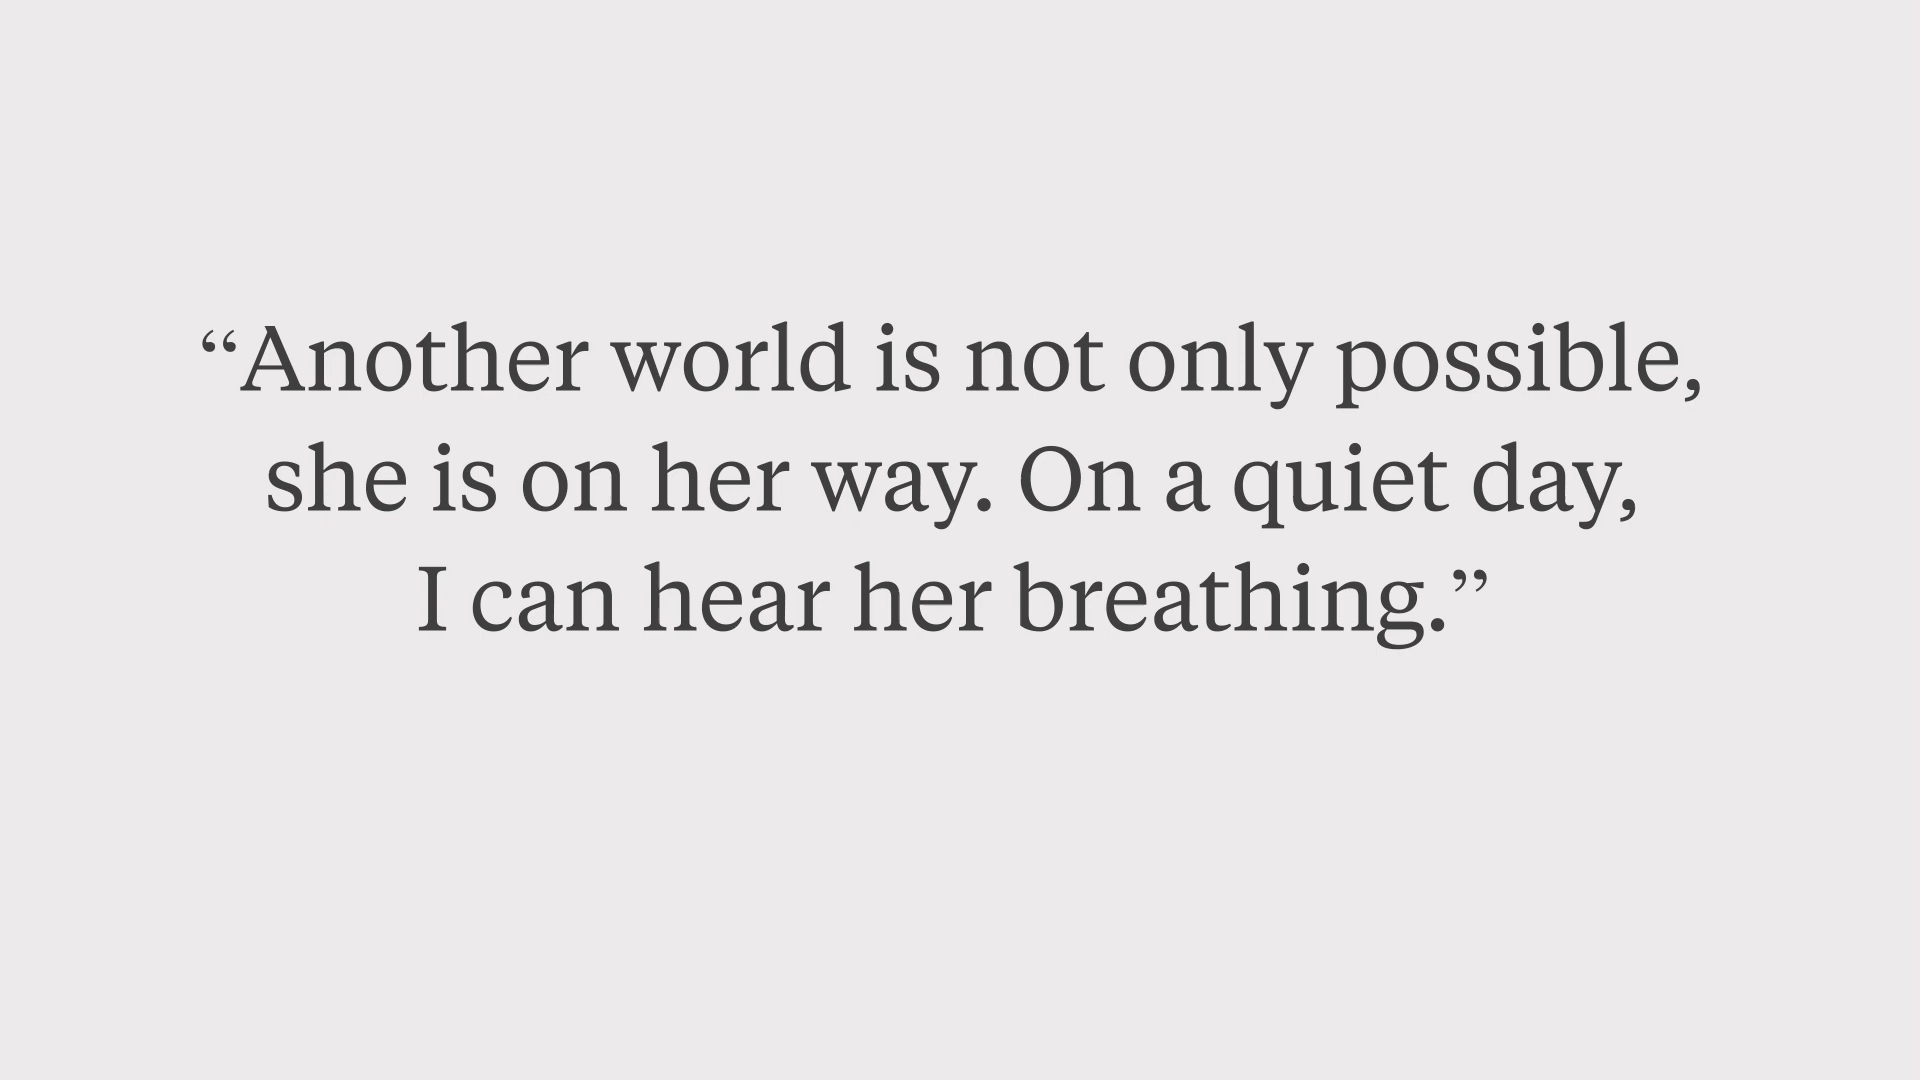 “Another world is not only possible,
she is on her way. On a quiet day,
I can hear her breathing.”